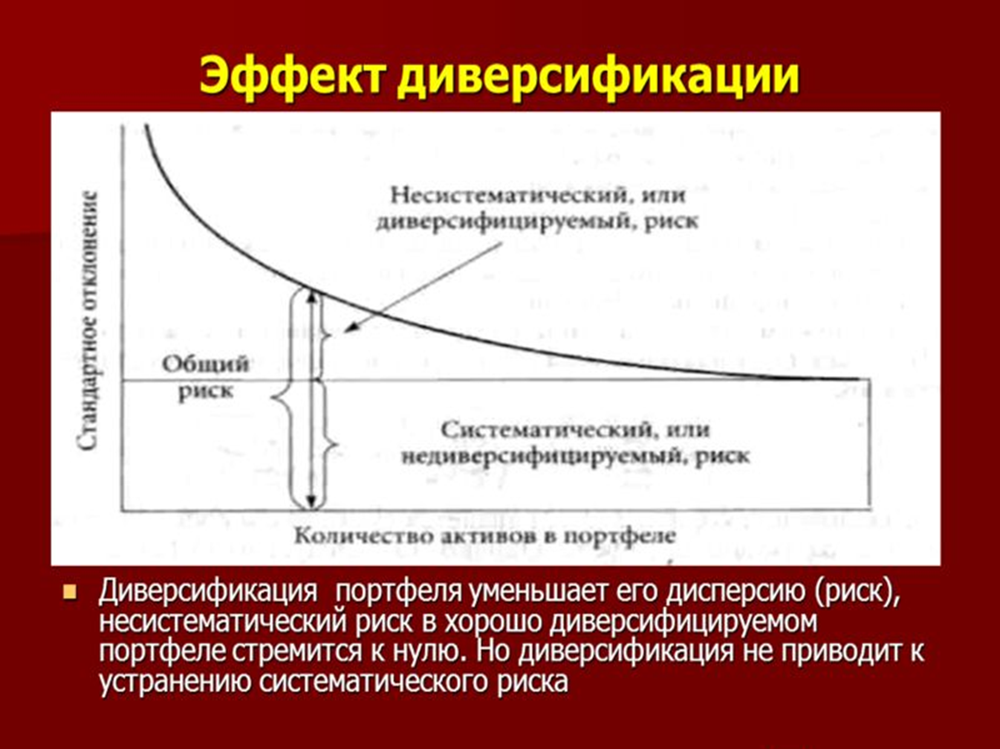 Эффект диверсификации
Стандартное отклонение
Несистематический, или
диверсифицируемый, риск
Общий
риск
Систематический, или
недиверсифицируемый, риск
Количество активов в портфеле
Диверсификация портфеля уменьшает его дисперсию (риск),
несистематический риск в хорошо диверсифицируемом
портфеле стремится к нулю. Но диверсификация не приводит к
устранению систематического риска